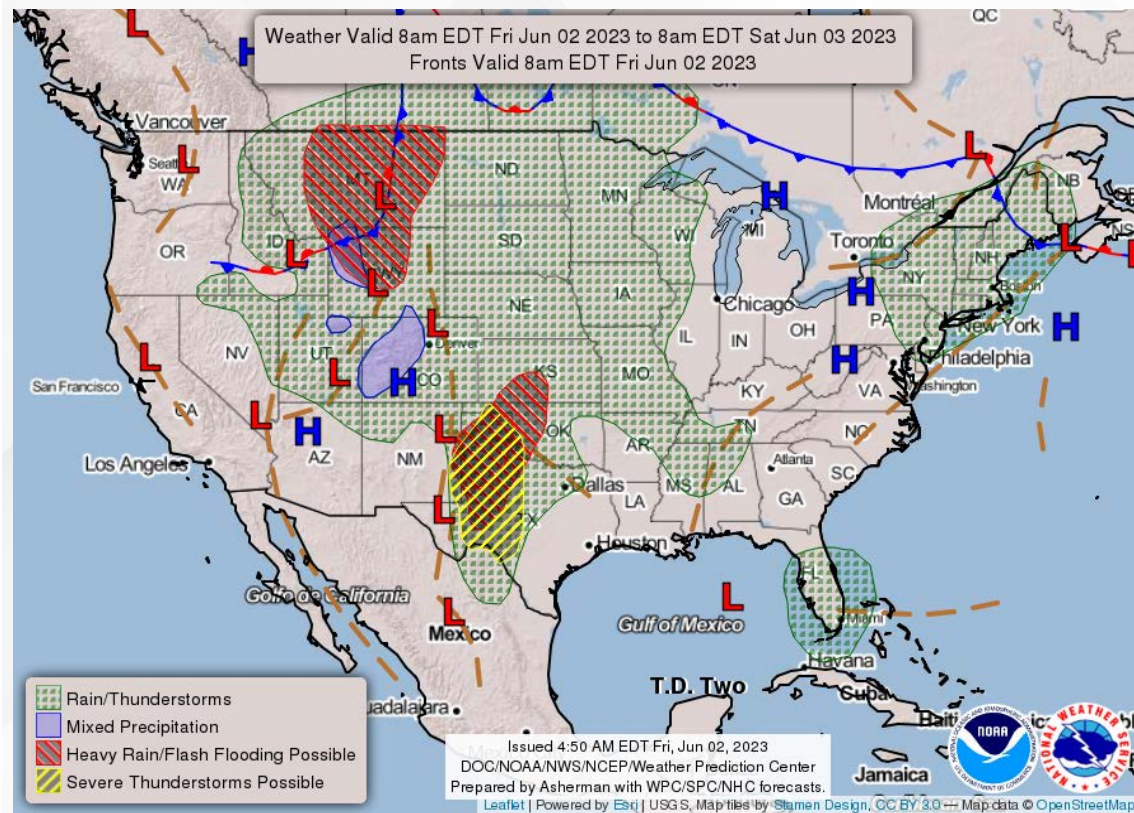 Weather Valid 8am EDT Fri Jun 02 2023 to 8am EDT Sat Jun 03 2023
Fronts Valid 8am EDT Fri Jun 02 2023
QC
L
H
Vancouver
Seattle
WA
L
MT
L
ND
MN
H
Montréal
L
NB
OR
ID
L
SD
WI
MI
Toronto
NH
L
NS
WY
L
NY
Boston
H
L
NE
IA
Chicago
PA
New York
H
NV
UT
L
Denver
IL
IN
OH
Philadelphia
San Francisco
L
L
CO
H
KS
MO
H
VA
Washington
CA
L
H
KY
Los Angeles
AZ
NM
L
OK
AR
TN
NC
Atlanta
SC
Dallas
MS
AL
GA
L
TX
LA
Houston
Golfo de California
L
Mexico
L
Gulf of Mexico
FL
Miami
Havana
T.D. Two
Cuba
Guadalajara
Jamaica
Rain/Thunderstorms
Mixed Precipitation
Heavy Rain/Flash Flooding Possible
Severe Thunderstorms Possible
Issued 4:50 AM EDT Fri, Jun 02, 2023
DOC/NOAA/NWS/NCEP/Weather Prediction Center
Prepared by Asherman with WPC/SPC/NHC forecasts.
NOAA
NATIONAL WEATHER SERVICE
Leaflet | Powered by Esri | USGS, Map tiles by Stamen Design, CC BY 3.0 — Map data © OpenStreetMap